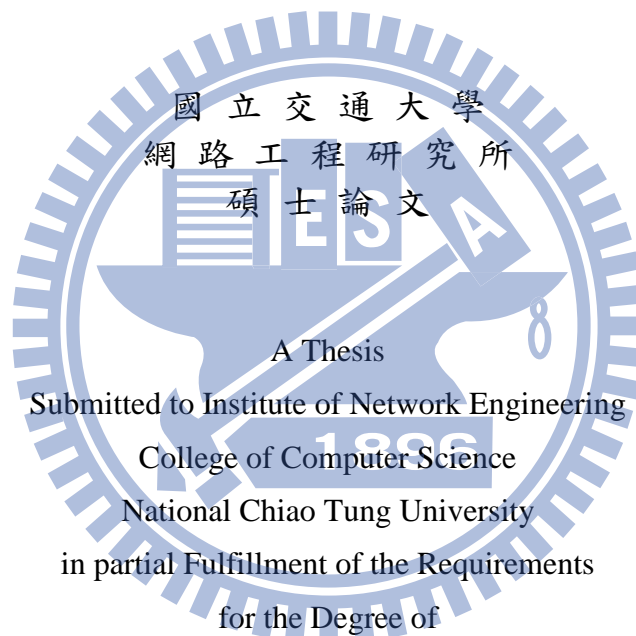 國立交通大學
網路工程研究所
碩士論文
E S A
8
A Thesis
Submitted to Institute of Network Engineering
1896
College of Computer Science
National Chiao Tung University
in partial Fulfillment of the Requirements
for the Degree of